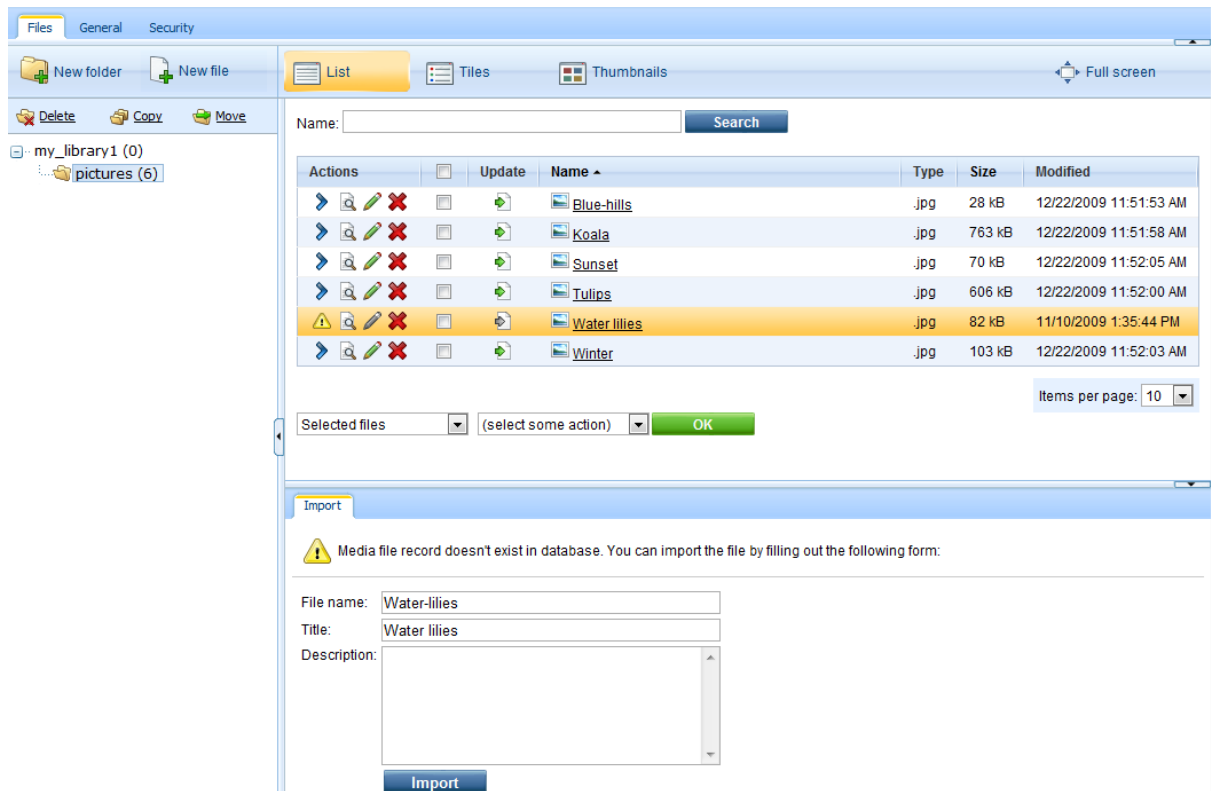 Files General Security
New folder New file List Tiles Thumbnails Full screen
Delete Copy Move
my_library1 (0)
pictures (6)
Name: Search
Actions Update Name Type Size Modified
Blue-hills .jpg 28 kB 12/22/2009 11:51:53 AM
Koala .jpg 763 kB 12/22/2009 11:51:58 AM
Sunset .jpg 70 kB 12/22/2009 11:52:05 AM
Tulips .jpg 606 kB 12/22/2009 11:52:00 AM
Water lilies .jpg 82 kB 11/10/2009 1:35:44 PM
Winter .jpg 103 kB 12/22/2009 11:52:03 AM
Items per page: 10
Selected files (select some action) OK
Import
Media file record doesn't exist in database. You can import the file by filling out the following form:
File name: Water-lilies
Title: Water lilies
Description:
Import